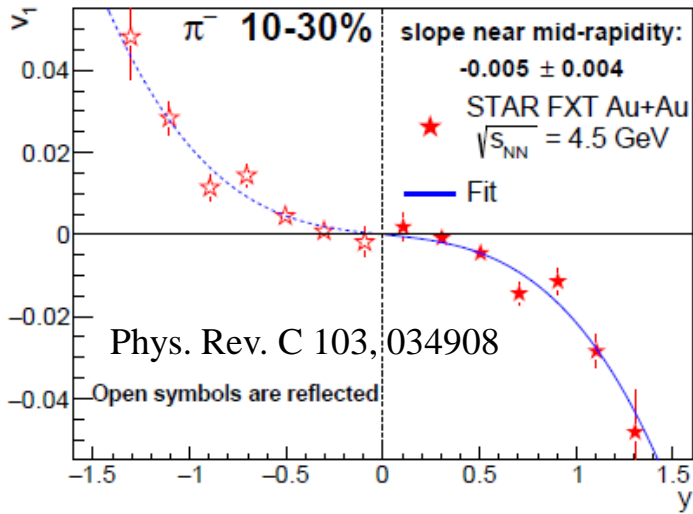 v₁
π⁻ 10-30%
slope near mid-rapidity:
-0.005 ± 0.004
STAR FXT Au+Au
√s_NN = 4.5 GeV
Fit
0.04
0.02
0
−0.02
−0.04
Phys. Rev. C 103, 034908
Open symbols are reflected
−1.5 −1 −0.5 0 0.5 1 1.5
y